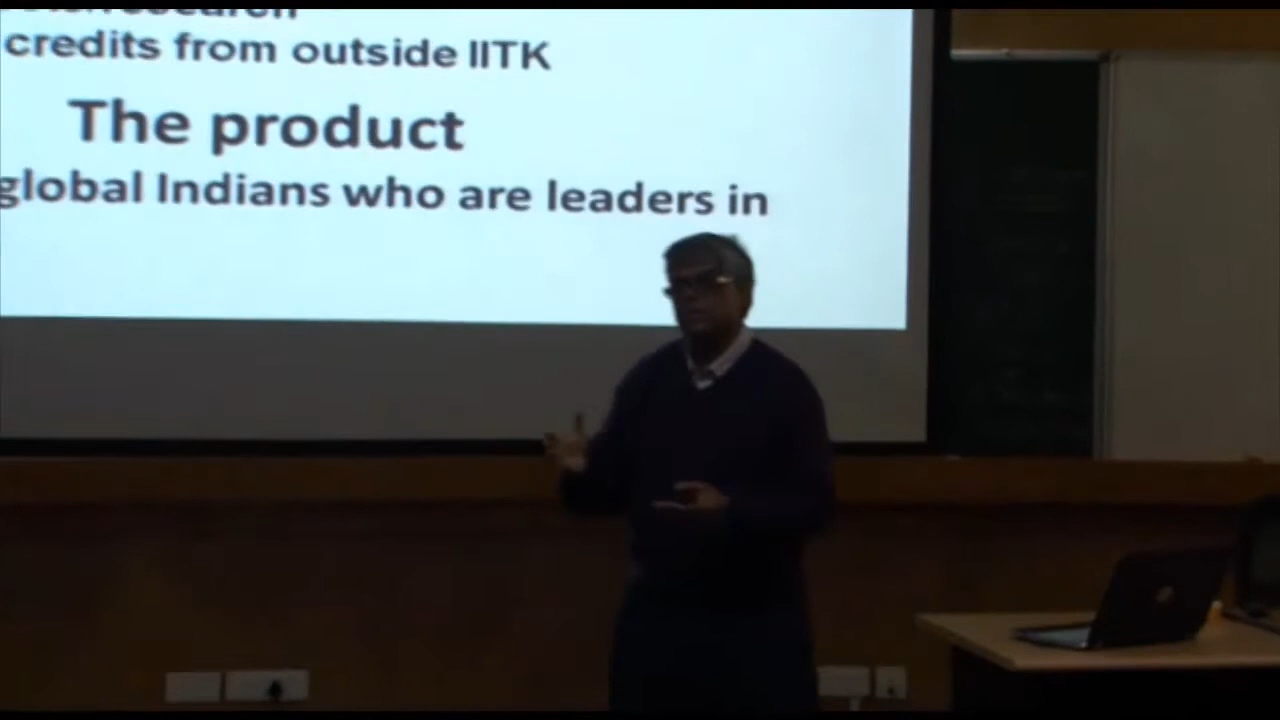 credits from outside IITK
The product
global Indians who are leaders in